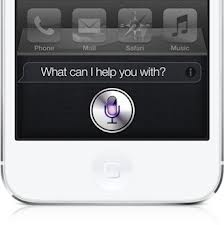 Phone Mail Safari Music
What can I help you with?